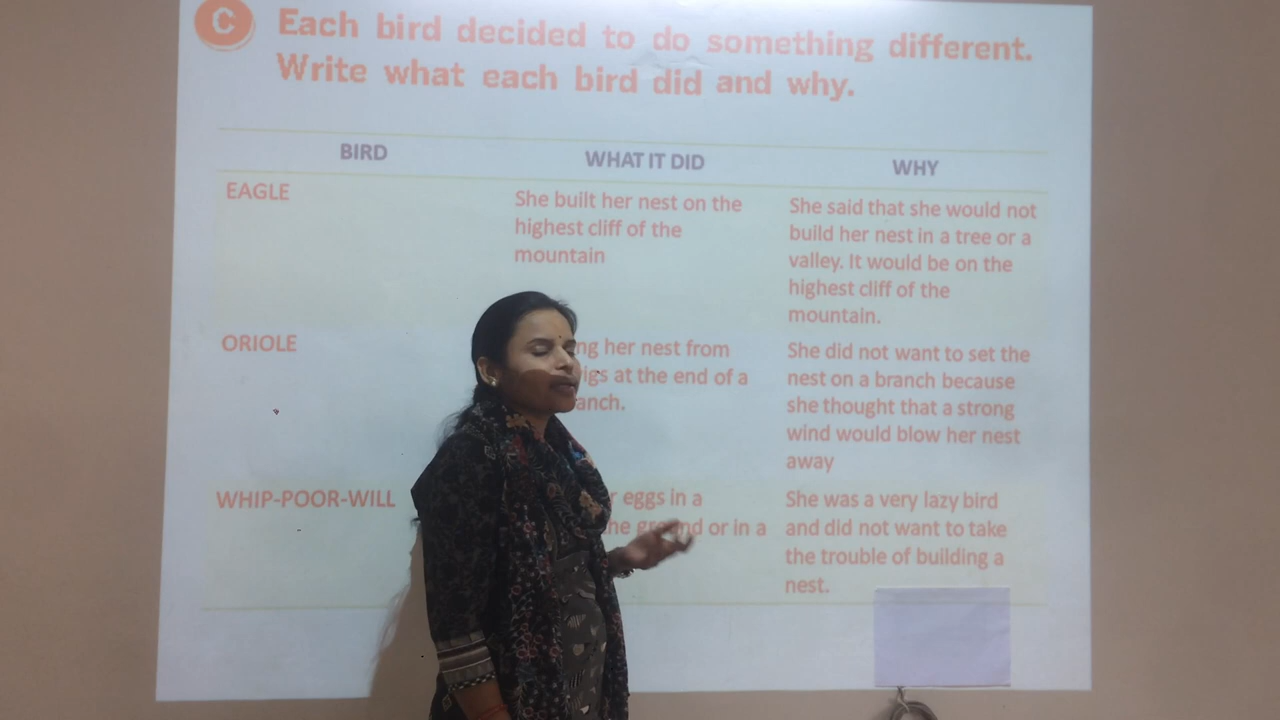 C
Each bird decided to do something different.
Write what each bird did and why.
BIRD
WHAT IT DID
WHY
EAGLE
She built her nest on the
highest cliff of the
mountain
She said that she would not
build her nest in a tree or a
valley. It would be on the
highest cliff of the
mountain.
ORIOLE
her nest from
at the end of a
She did not want to set the
nest on a branch because
she thought that a strong
wind would blow her nest
away
WHIP-POOR-WILL
eggs in a
ground or in a
She was a very lazy bird
and did not want to take
the trouble of building a
nest.